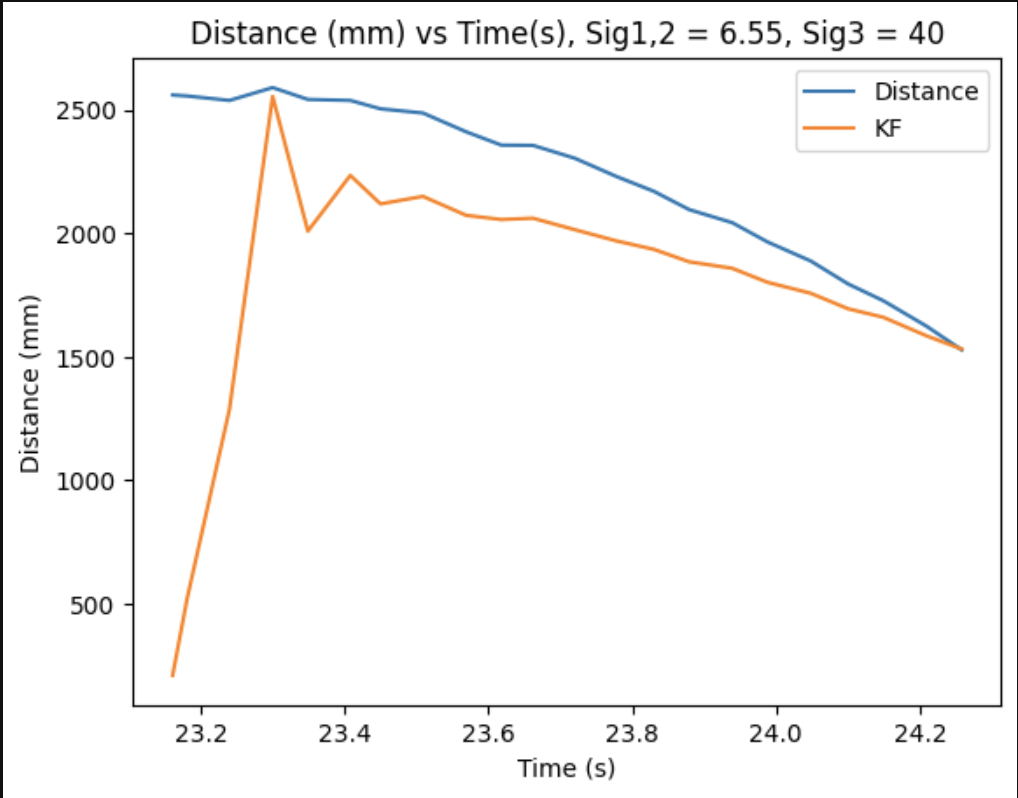 Distance (mm) vs Time(s), Sig1,2 = 6.55, Sig3 = 40
Distance
KF
2500
2000
1500
1000
500
Distance (mm)
23.2 23.4 23.6 23.8 24.0 24.2
Time (s)